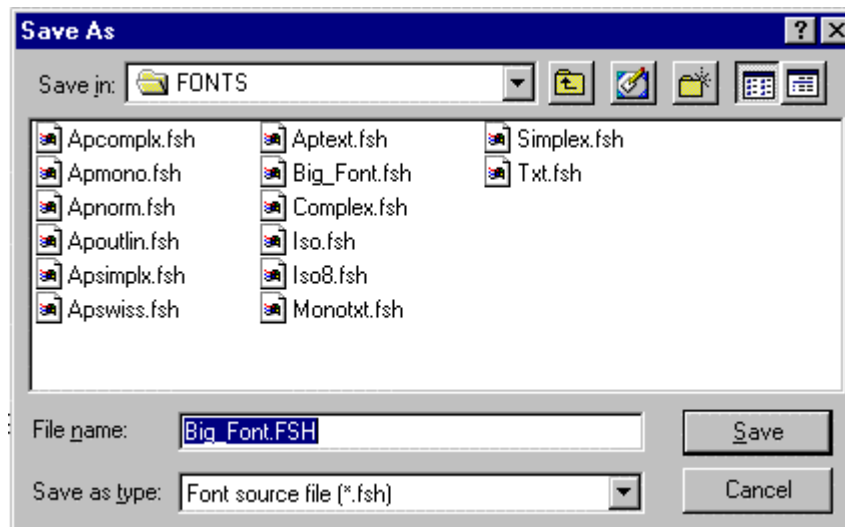 Save As
Save in: FONTS
Apcomplx.fsh Aptext.fsh Simplex.fsh
Apmono.fsh Big_Font.fsh Txt.fsh
Apnorm.fsh Complex.fsh
Apoutlin.fsh Iso.fsh
Apsimplx.fsh Iso8.fsh
Apswiss.fsh Monotxt.fsh
File name: Big_Font.FSH Save
Save as type: Font source file (*.fsh) Cancel